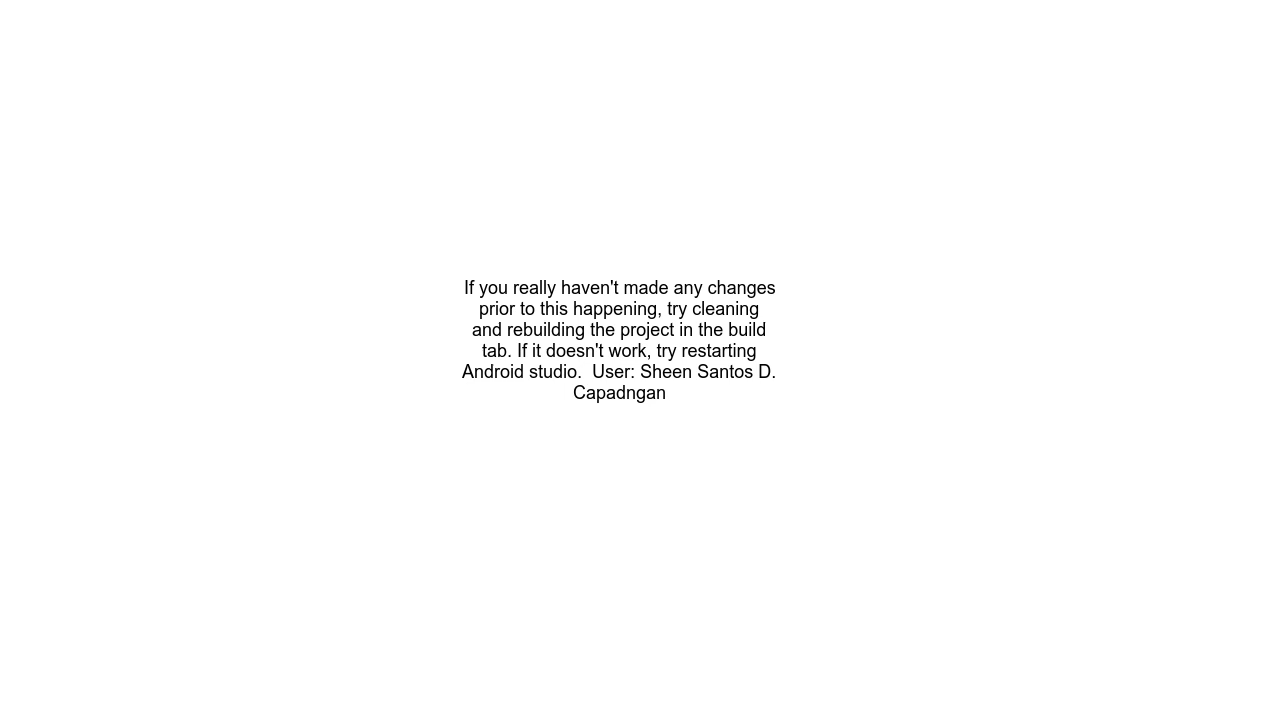 If you really haven't made any changes
prior to this happening, try cleaning
and rebuilding the project in the build
tab. If it doesn't work, try restarting
Android studio.  User: Sheen Santos D.
Capadngan